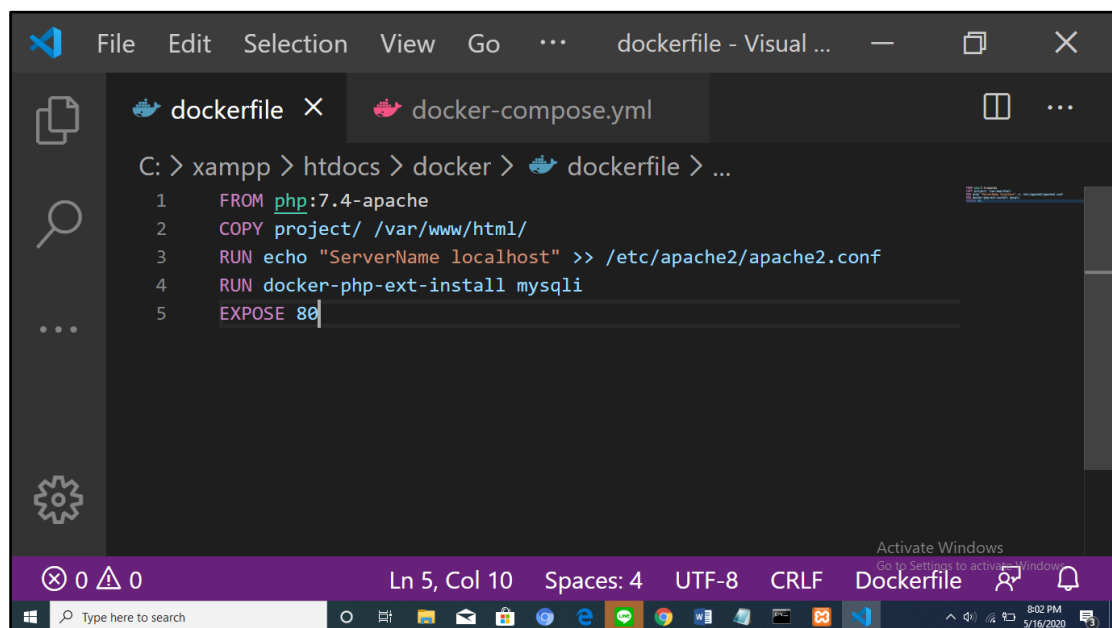 File Edit Selection View Go ··· dockerfile - Visual ...
dockerfile docker-compose.yml ...
C: > xampp > htdocs > docker > dockerfile > ...
1 FROM php:7.4-apache
2 COPY project/ /var/www/html/
3 RUN echo "ServerName localhost" >> /etc/apache2/apache2.conf
4 RUN docker-php-ext-install mysqli
5 EXPOSE 80
Activate Windows
Go to Settings to activate Windows.
0 0 Ln 5, Col 10 Spaces: 4 UTF-8 CRLF Dockerfile
Type here to search
8:02 PM
5/16/2020
3